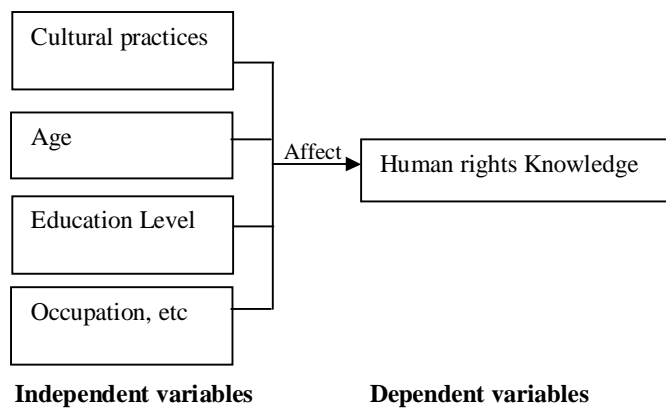 Cultural practices
Age
Education Level
Occupation, etc
Affect
Human rights Knowledge
Independent variables
Dependent variables